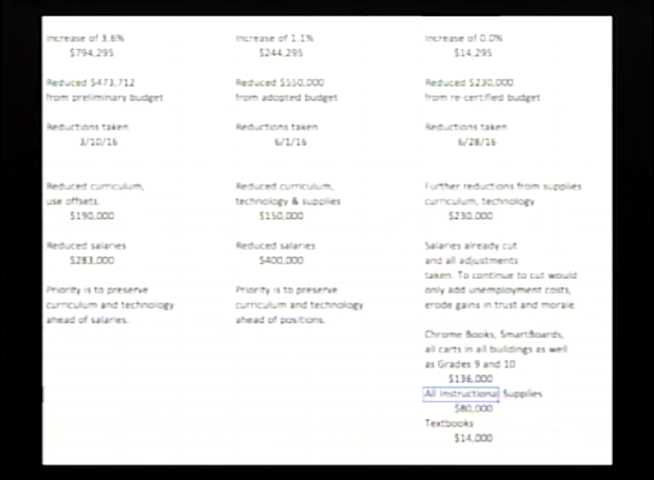 Increase of 3.6%
$794,295
Reduced $473,712
from preliminary budget
Reductions taken
3/10/16
Reduced curriculum,
use offsets.
$190,000
Reduced salaries
$283,000
Priority is to preserve
curriculum and technology
ahead of salaries.
Increase of 1.1%
$244,295
Reduced $550,000
from adopted budget
Reductions taken
6/1/16
Reduced curriculum,
technology & supplies
$150,000
Reduced salaries
$400,000
Priority is to preserve
curriculum and technology
ahead of positions.
Increase of 0.0%
$14,295
Reduced $230,000
from re-certified budget
Reductions taken
6/28/16
Further reductions from supplies
curriculum, technology
$230,000
Salaries already cut
and all adjustments
taken. To continue to cut would
only add unemployment costs,
erode gains in trust and morale.
Chrome Books, SmartBoards,
all carts in all buildings as well
as Grades 9 and 10
$136,000
All Instructional Supplies
$80,000
Textbooks
$14,000